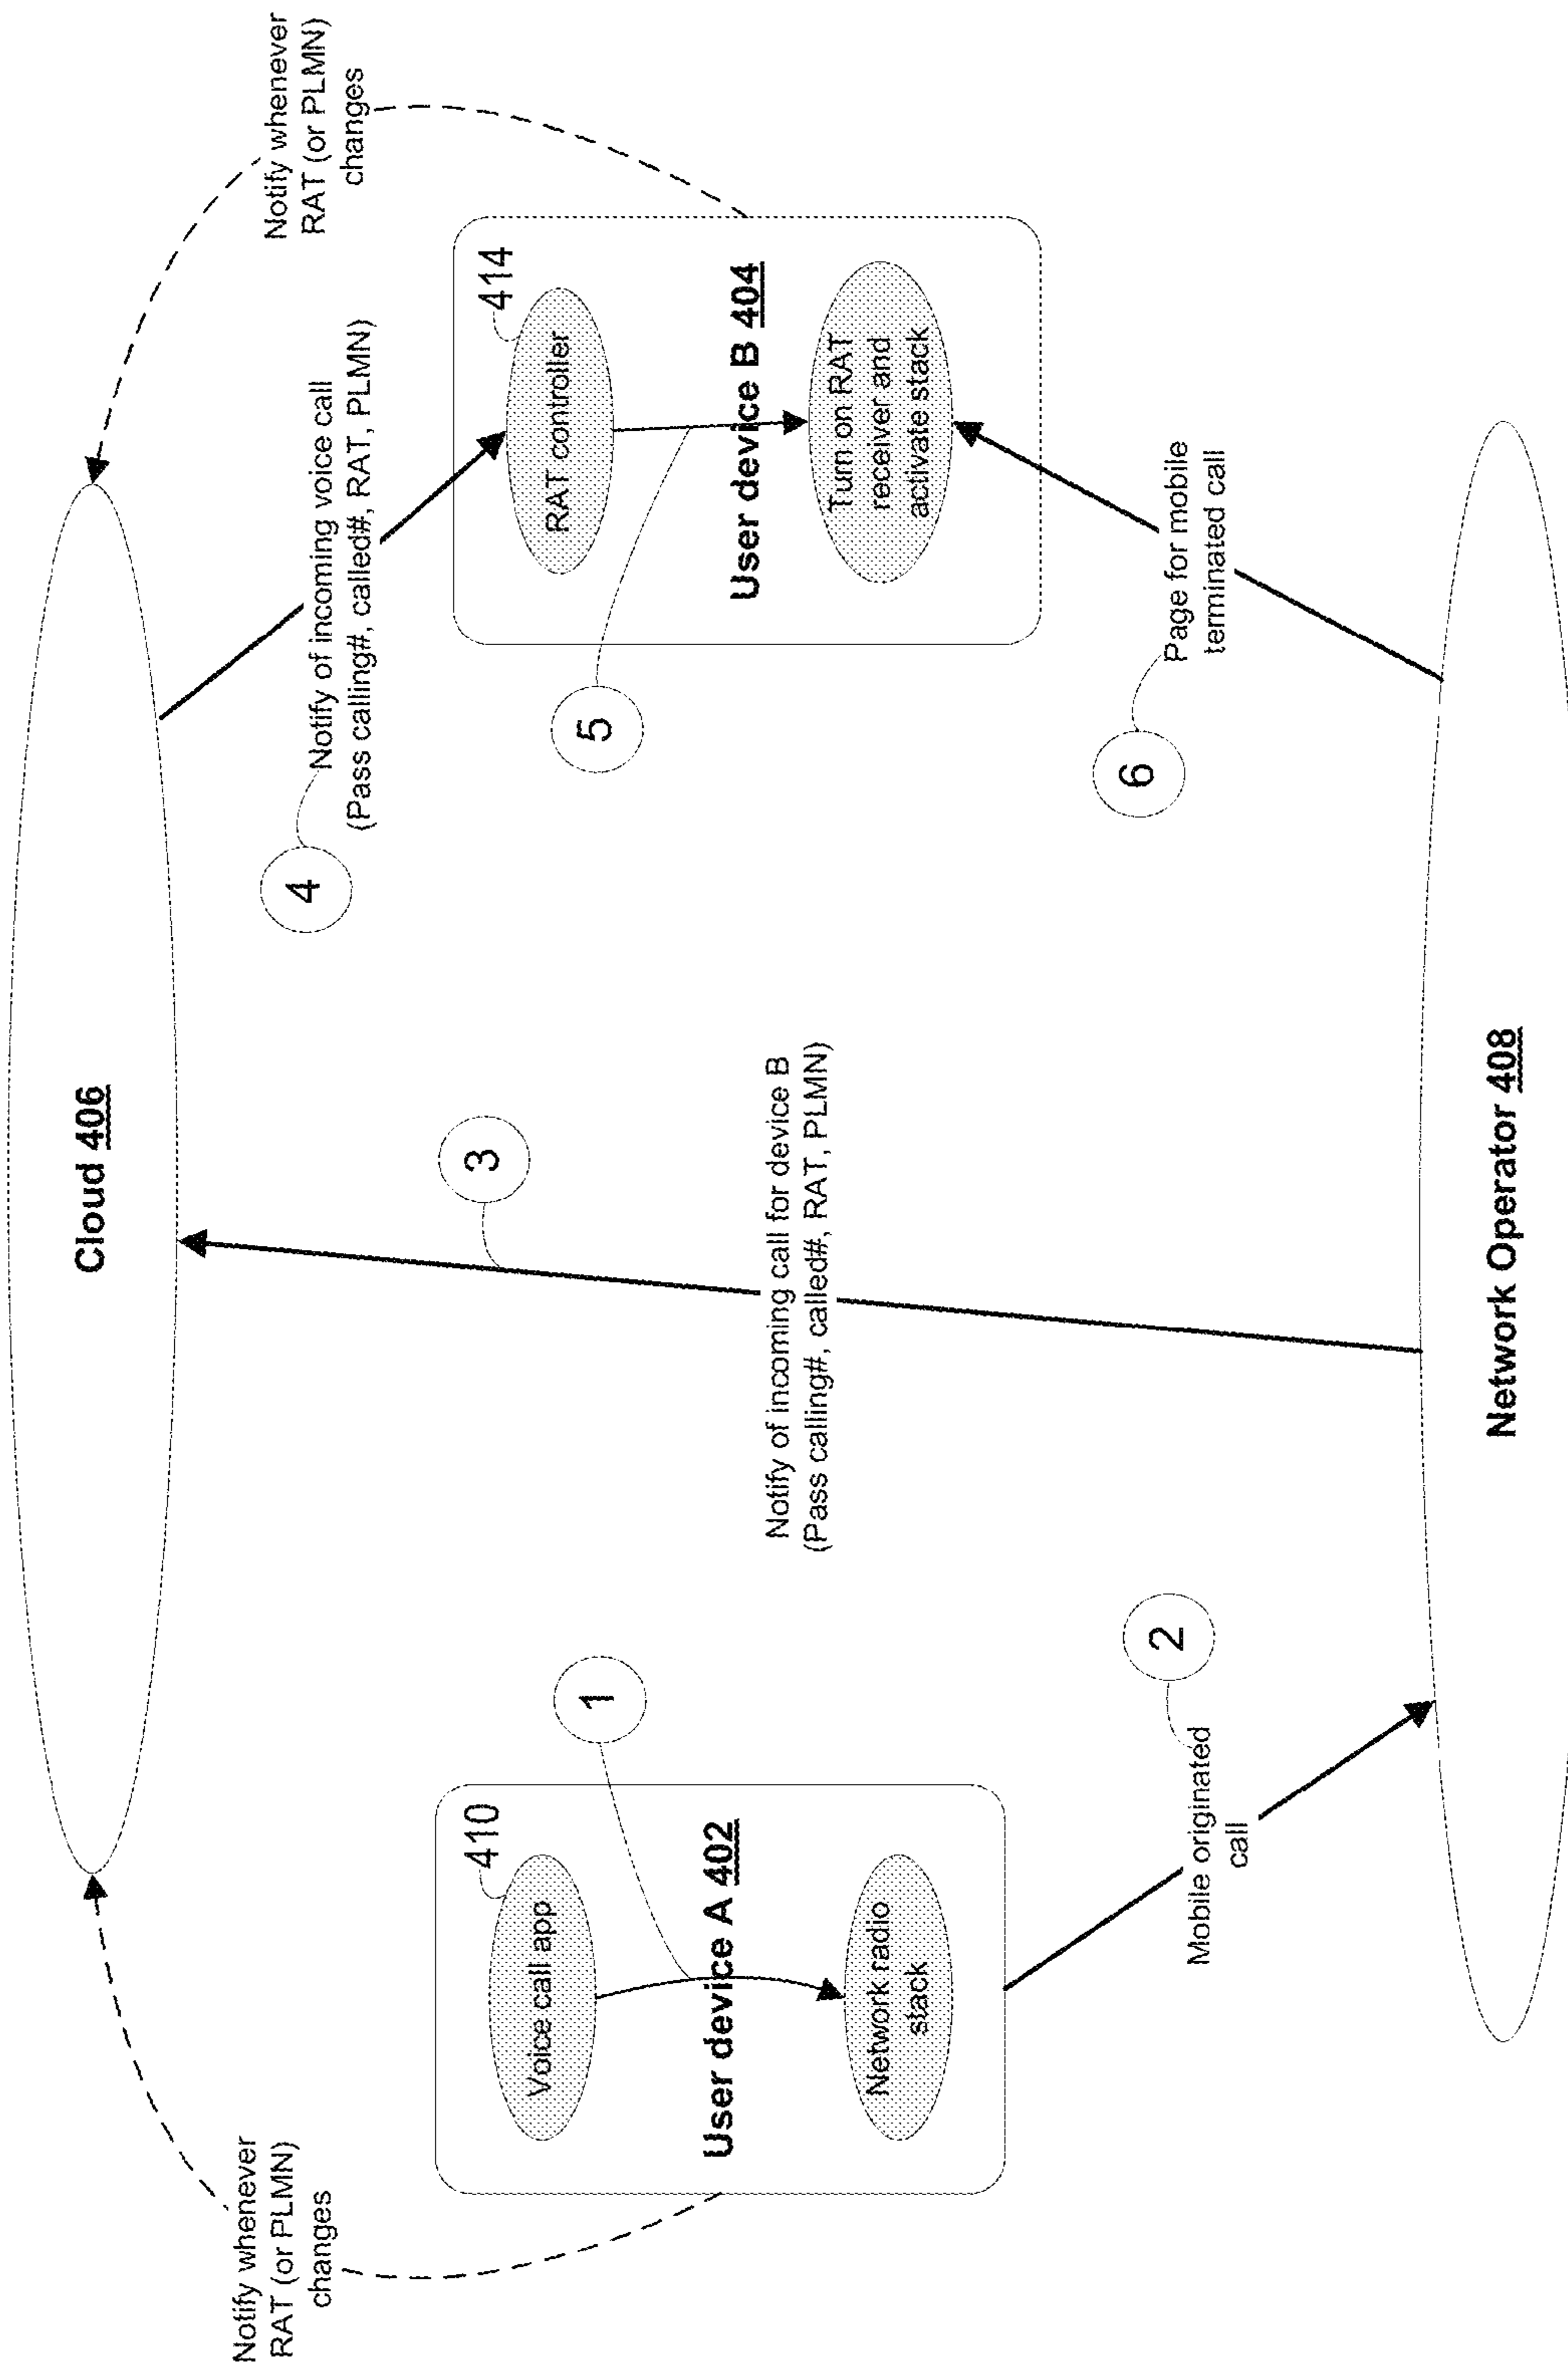 Notify whenever
RAT (or PLMN)
changes
Cloud 406
Notify whenever
RAT (or PLMN)
changes
4
Notify of incoming voice call
(Pass calling#, called#, RAT, PLMN)
3
410
Voice call app
User device A 402
Network radio
stack
1
Notify of incoming call for device B
(Pass calling#, called#, RAT, PLMN)
414
RAT controller
User device B 404
Turn on RAT
receiver and
activate stack
5
2
Mobile originated
call
6
Page for mobile
terminated call
Network Operator 408